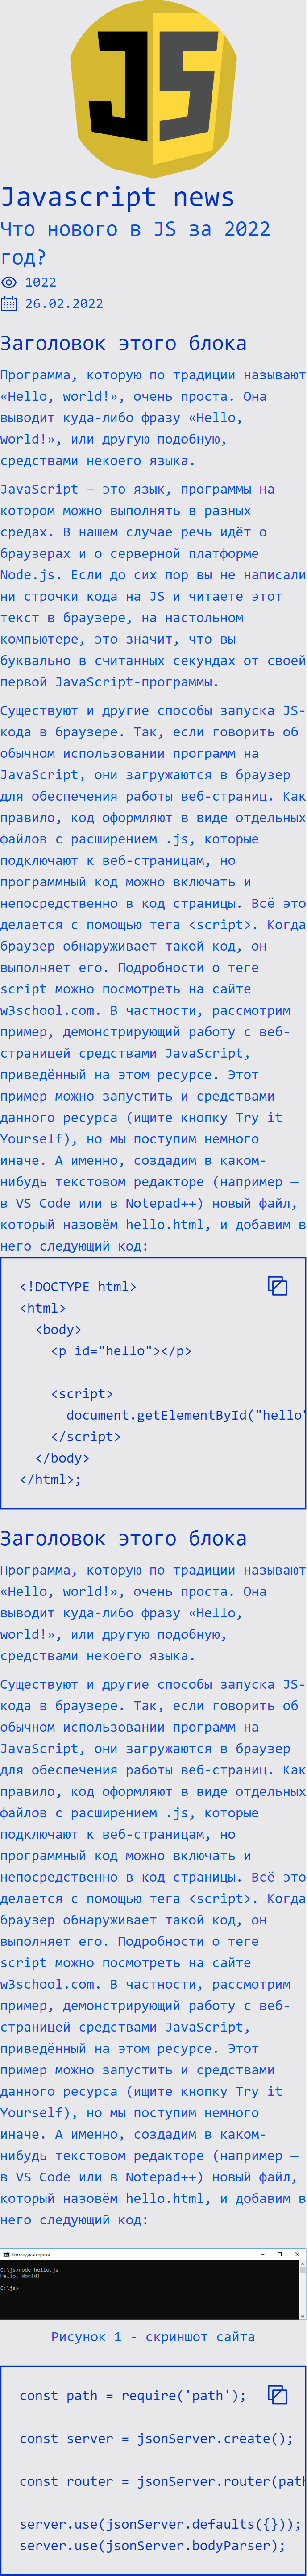 JS
Javascript news
Что нового в JS за 2022
год?
1022
26.02.2022
Заголовок этого блока
Программа, которую по традиции называют
«Hello, world!», очень проста. Она
выводит куда-либо фразу «Hello,
world!», или другую подобную,
средствами некоего языка.
JavaScript — это язык, программы на
котором можно выполнять в разных
средах. В нашем случае речь идёт о
браузерах и о серверной платформе
Node.js. Если до сих пор вы не написали
ни строчки кода на JS и читаете этот
текст в браузере, на настольном
компьютере, это значит, что вы
буквально в считанных секундах от своей
первой JavaScript-программы.
Существуют и другие способы запуска JS-
кода в браузере. Так, если говорить об
обычном использовании программ на
JavaScript, они загружаются в браузер
для обеспечения работы веб-страниц. Как
правило, код оформляют в виде отдельных
файлов с расширением .js, которые
подключают к веб-страницам, но
программный код можно включать и
непосредственно в код страницы. Всё это
делается с помощью тега <script>. Когда
браузер обнаруживает такой код, он
выполняет его. Подробности о теге
script можно посмотреть на сайте
w3school.com. В частности, рассмотрим
пример, демонстрирующий работу с веб-
страницей средствами JavaScript,
приведённый на этом ресурсе. Этот
пример можно запустить и средствами
данного ресурса (ищите кнопку Try it
Yourself), но мы поступим немного
иначе. А именно, создадим в каком-
нибудь текстовом редакторе (например —
в VS Code или в Notepad++) новый файл,
который назовём hello.html, и добавим в
него следующий код:
<!DOCTYPE html>
<html>
<body>
<p id="hello"></p>
<script>
document.getElementById("hello"
</script>
</body>
</html>;
Заголовок этого блока
Программа, которую по традиции называют
«Hello, world!», очень проста. Она
выводит куда-либо фразу «Hello,
world!», или другую подобную,
средствами некоего языка.
Существуют и другие способы запуска JS-
кода в браузере. Так, если говорить об
обычном использовании программ на
JavaScript, они загружаются в браузер
для обеспечения работы веб-страниц. Как
правило, код оформляют в виде отдельных
файлов с расширением .js, которые
подключают к веб-страницам, но
программный код можно включать и
непосредственно в код страницы. Всё это
делается с помощью тега <script>. Когда
браузер обнаруживает такой код, он
выполняет его. Подробности о теге
script можно посмотреть на сайте
w3school.com. В частности, рассмотрим
пример, демонстрирующий работу с веб-
страницей средствами JavaScript,
приведённый на этом ресурсе. Этот
пример можно запустить и средствами
данного ресурса (ищите кнопку Try it
Yourself), но мы поступим немного
иначе. А именно, создадим в каком-
нибудь текстовом редакторе (например —
в VS Code или в Notepad++) новый файл,
который назовём hello.html, и добавим в
него следующий код:
Командная строка
C:\js>node hello.js
Hello, World!
C:\js>
Рисунок 1 - скриншот сайта
const path = require('path');
const server = jsonServer.create();
const router = jsonServer.router(path
server.use(jsonServer.defaults({}));
server.use(jsonServer.bodyParser);